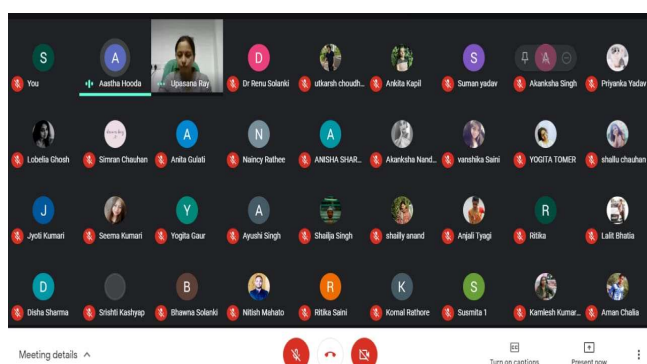 S A D S A
You Aastha Hooda Upasana Ray Dr Renu Solanki utkarsh choudh... Ankita Kapil Suman yadav Akanksha Singh Priyanka Yadav
A N A
Lobelia Ghosh Simran Chauhan Anita Gulati Naincy Rathee ANISHA SHAR... Akanksha Nand... vanshika Saini YOGITA TOMER shallu chauhan
J Y A R
Jyoti Kumari Seema Kumari Yogita Gaur Ayushi Singh Shailja Singh shailly anand Anjali Tyagi Ritika Lalit Bhatia
D B R K S
Disha Sharma Srishti Kashyap Bhawna Solanki Nitish Mahato Ritika Saini Komal Rathore Susmita 1 Kamlesh Kumar... Aman Chalia
Meeting details Turn on captions Present now